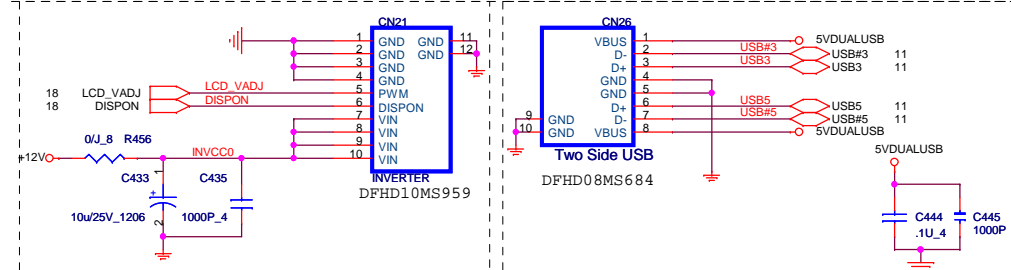 CN21
1 GND GND 11
2 GND GND 12
3 GND
4 GND
18 LCD_VADJ LCD_VADJ 5 PWM
18 DISPON DISPON 6 DISPON
7 VIN
8 VIN
9 VIN
+12V 0/J_8 R456 INVCC0 10 VIN
INVERTER
DFHD10MS959
C433 1 C435
+
10u/25V_1206 2 1000P_4
CN26
VBUS 1 5VDUALUSB
D- 2 USB#3 USB#3 11
D+ 3 USB3 USB3 11
GND 4
GND 5
D+ 6 USB5 USB5 11
9 GND D- 7 USB#5 USB#5 11
10 GND VBUS 8 5VDUALUSB
Two Side USB
DFHD08MS684
5VDUALUSB
C444 C445
.1U_4 1000P